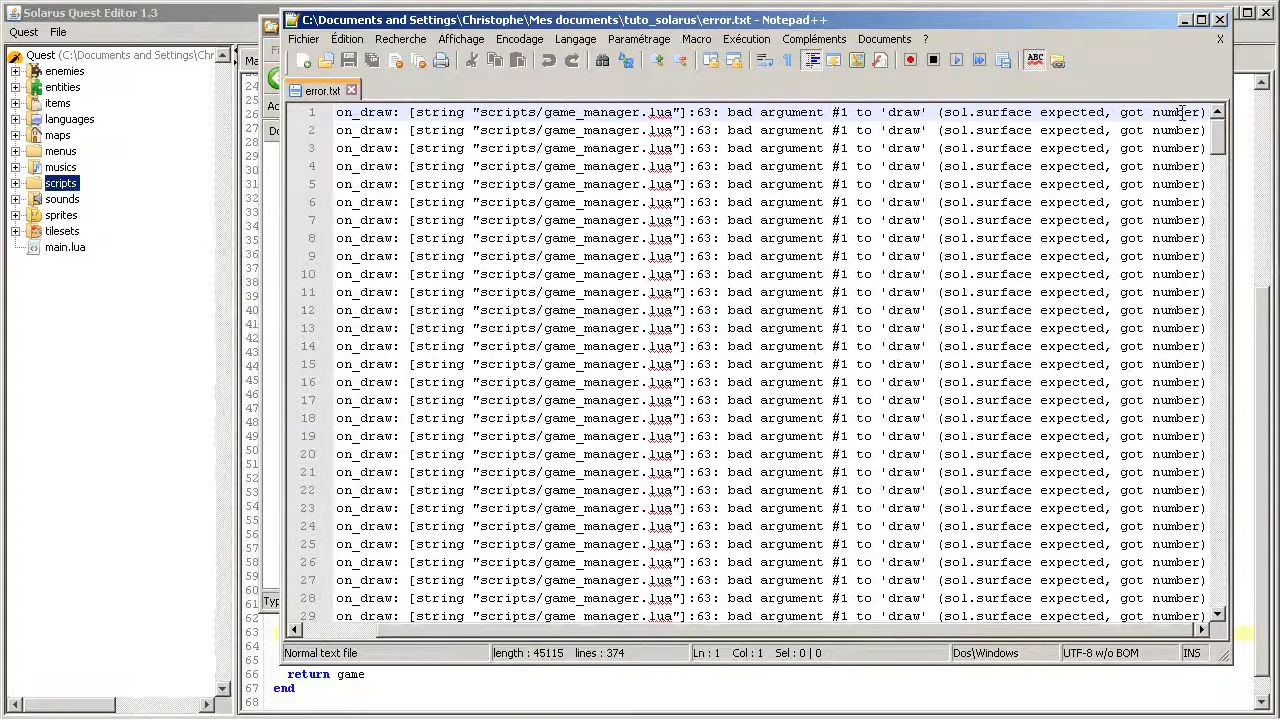 Solarus Quest Editor 1.3
Quest File
Quest (C:\Documents and Settings\Chr
enemies
entities
items
languages
maps
menus
musics
scripts
sounds
sprites
tilesets
main.lua
C:\Documents and Settings\Christophe\Mes documents\tuto_solarus\error.txt - Notepad++
Fichier Édition Recherche Affichage Encodage Langage Paramétrage Macro Exécution Compléments Documents ? X
error.txt
1 on_draw: [string "scripts/game_manager.lua"]:63: bad argument #1 to 'draw' (sol.surface expected, got number)
2 on_draw: [string "scripts/game_manager.lua"]:63: bad argument #1 to 'draw' (sol.surface expected, got number)
3 on_draw: [string "scripts/game_manager.lua"]:63: bad argument #1 to 'draw' (sol.surface expected, got number)
4 on_draw: [string "scripts/game_manager.lua"]:63: bad argument #1 to 'draw' (sol.surface expected, got number)
5 on_draw: [string "scripts/game_manager.lua"]:63: bad argument #1 to 'draw' (sol.surface expected, got number)
6 on_draw: [string "scripts/game_manager.lua"]:63: bad argument #1 to 'draw' (sol.surface expected, got number)
7 on_draw: [string "scripts/game_manager.lua"]:63: bad argument #1 to 'draw' (sol.surface expected, got number)
8 on_draw: [string "scripts/game_manager.lua"]:63: bad argument #1 to 'draw' (sol.surface expected, got number)
9 on_draw: [string "scripts/game_manager.lua"]:63: bad argument #1 to 'draw' (sol.surface expected, got number)
10 on_draw: [string "scripts/game_manager.lua"]:63: bad argument #1 to 'draw' (sol.surface expected, got number)
11 on_draw: [string "scripts/game_manager.lua"]:63: bad argument #1 to 'draw' (sol.surface expected, got number)
12 on_draw: [string "scripts/game_manager.lua"]:63: bad argument #1 to 'draw' (sol.surface expected, got number)
13 on_draw: [string "scripts/game_manager.lua"]:63: bad argument #1 to 'draw' (sol.surface expected, got number)
14 on_draw: [string "scripts/game_manager.lua"]:63: bad argument #1 to 'draw' (sol.surface expected, got number)
15 on_draw: [string "scripts/game_manager.lua"]:63: bad argument #1 to 'draw' (sol.surface expected, got number)
16 on_draw: [string "scripts/game_manager.lua"]:63: bad argument #1 to 'draw' (sol.surface expected, got number)
17 on_draw: [string "scripts/game_manager.lua"]:63: bad argument #1 to 'draw' (sol.surface expected, got number)
18 on_draw: [string "scripts/game_manager.lua"]:63: bad argument #1 to 'draw' (sol.surface expected, got number)
19 on_draw: [string "scripts/game_manager.lua"]:63: bad argument #1 to 'draw' (sol.surface expected, got number)
20 on_draw: [string "scripts/game_manager.lua"]:63: bad argument #1 to 'draw' (sol.surface expected, got number)
21 on_draw: [string "scripts/game_manager.lua"]:63: bad argument #1 to 'draw' (sol.surface expected, got number)
22 on_draw: [string "scripts/game_manager.lua"]:63: bad argument #1 to 'draw' (sol.surface expected, got number)
23 on_draw: [string "scripts/game_manager.lua"]:63: bad argument #1 to 'draw' (sol.surface expected, got number)
24 on_draw: [string "scripts/game_manager.lua"]:63: bad argument #1 to 'draw' (sol.surface expected, got number)
25 on_draw: [string "scripts/game_manager.lua"]:63: bad argument #1 to 'draw' (sol.surface expected, got number)
26 on_draw: [string "scripts/game_manager.lua"]:63: bad argument #1 to 'draw' (sol.surface expected, got number)
27 on_draw: [string "scripts/game_manager.lua"]:63: bad argument #1 to 'draw' (sol.surface expected, got number)
28 on_draw: [string "scripts/game_manager.lua"]:63: bad argument #1 to 'draw' (sol.surface expected, got number)
29 on_draw: [string "scripts/game_manager.lua"]:63: bad argument #1 to 'draw' (sol.surface expected, got number)
Normal text file length : 45115 lines : 374 Ln : 1 Col : 1 Sel : 0 | 0 Dos\Windows UTF-8 w/o BOM INS
66 return game
67 end
68